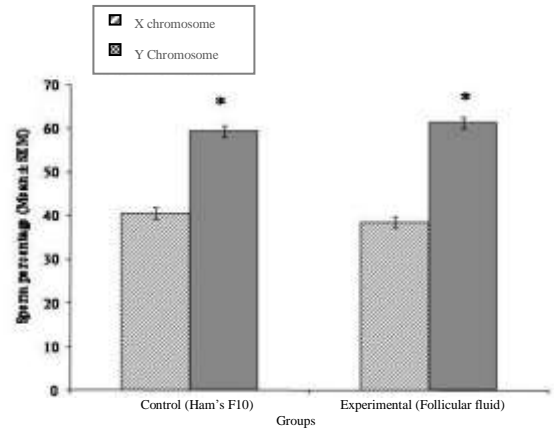 X chromosome
Y Chromosome
70
60
50
40
30
20
10
0
Sperm percentage (Mean ± SEM)
*
*
Control (Ham's F10)
Experimental (Follicular fluid)
Groups